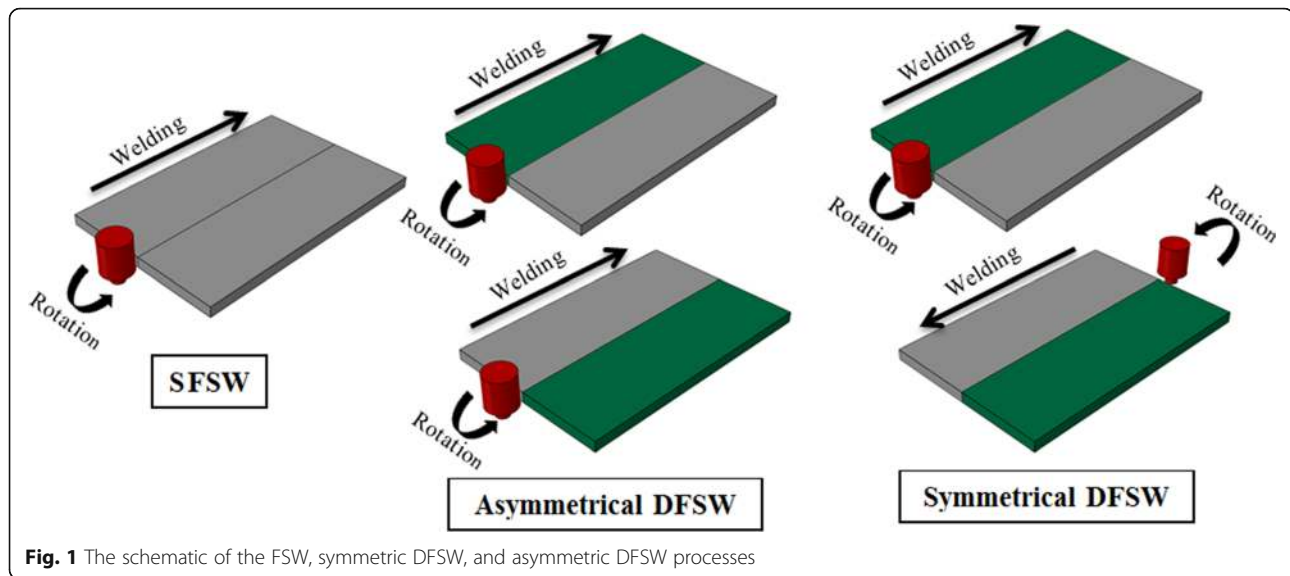 Welding
Rotation
SFSW
Welding
Rotation
Welding
Rotation
Asymmetrical DFSW
Welding
Rotation
Rotation
Welding
Symmetrical DFSW
Fig. 1 The schematic of the FSW, symmetric DFSW, and asymmetric DFSW processes